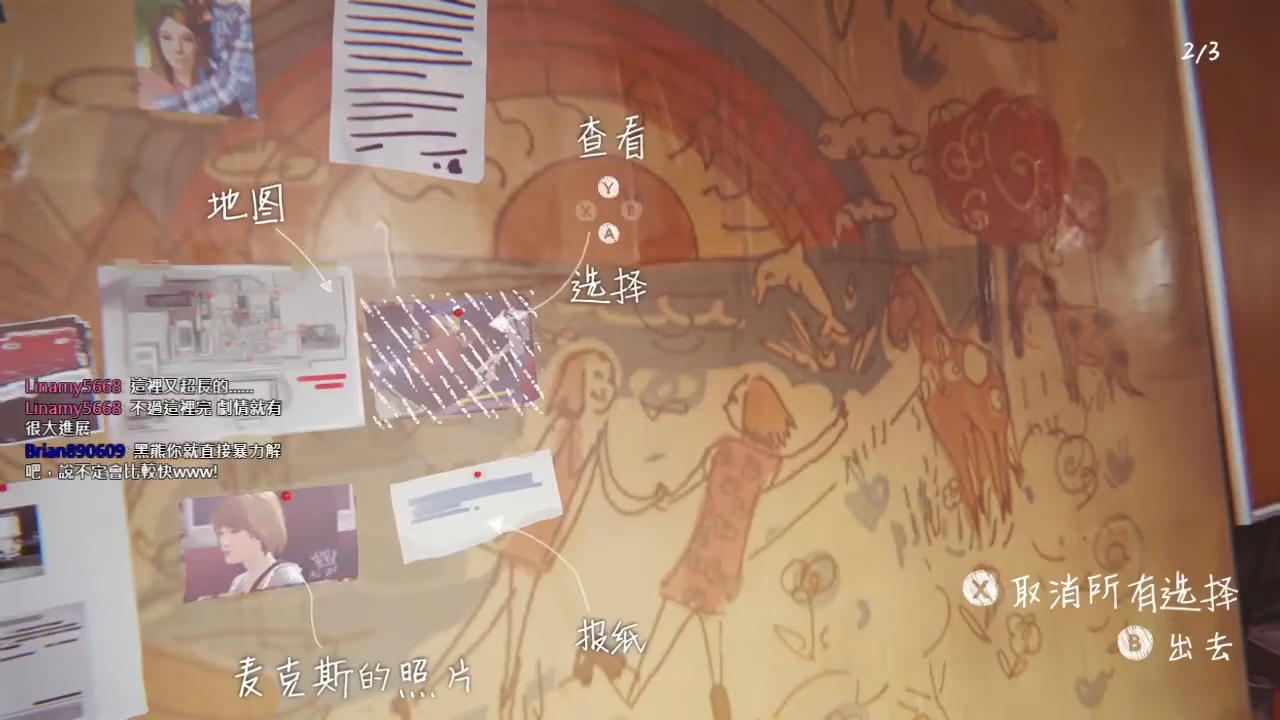 2/3
查看
Y
X B
A
地图
选择
Linamy5668 這裡又超長的......
Linamy5668 不過這裡完 劇情就有
很大進展
Brian890609 黑熊你就直接暴力解
吧，說不定會比較快www!
X 取消所有选择
报纸
B 出去
麦克斯的照片